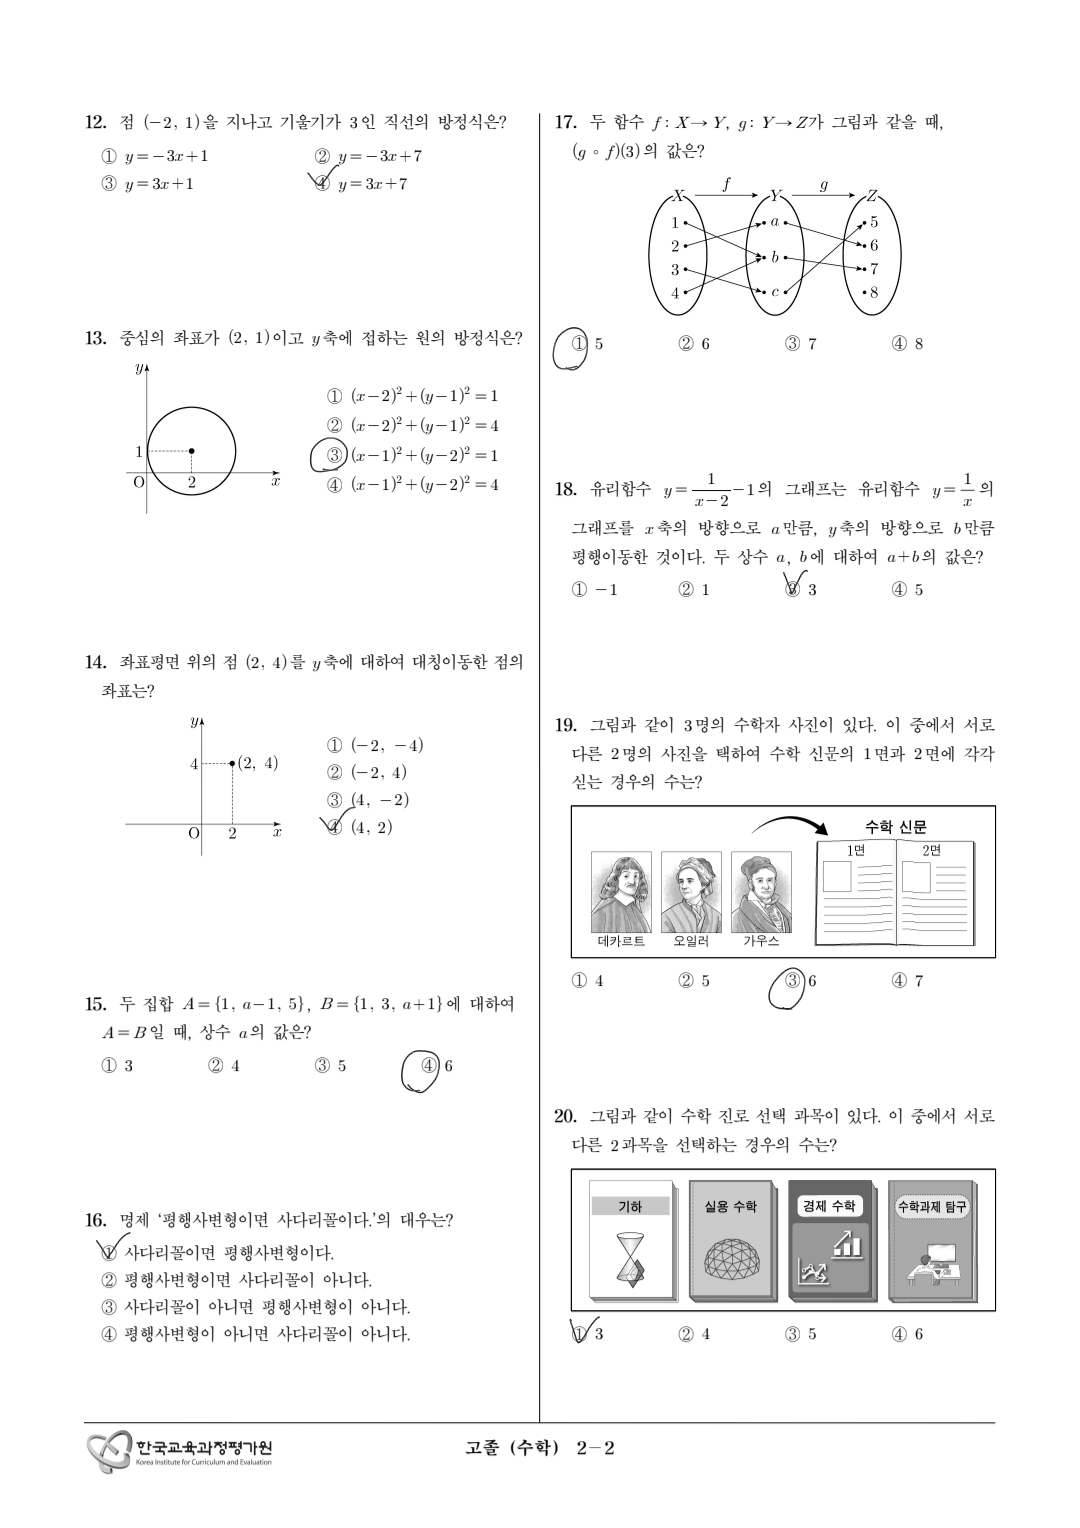 12. 점 (−2, 1)을 지나고 기울기가 3인 직선의 방정식은?
① y=−3x+1 ② y=−3x+7
③ y=3x+1 ④ y=3x+7
13. 중심의 좌표가 (2, 1)이고 y축에 접하는 원의 방정식은?
y
1
O 2 x
① (x−2)²+(y−1)²=1
② (x−2)²+(y−1)²=4
③ (x−1)²+(y−2)²=1
④ (x−1)²+(y−2)²=4
14. 좌표평면 위의 점 (2, 4)를 y축에 대하여 대칭이동한 점의
좌표는?
y
4 (2, 4)
O 2 x
① (−2, −4)
② (−2, 4)
③ (4, −2)
④ (4, 2)
15. 두 집합 A={1, a−1, 5}, B={1, 3, a+1}에 대하여
A=B일 때, 상수 a의 값은?
① 3 ② 4 ③ 5 ④ 6
16. 명제 ‘평행사변형이면 사다리꼴이다.’의 대우는?
① 사다리꼴이면 평행사변형이다.
② 평행사변형이면 사다리꼴이 아니다.
③ 사다리꼴이 아니면 평행사변형이 아니다.
④ 평행사변형이 아니면 사다리꼴이 아니다.
17. 두 함수 f : X→Y, g : Y→Z가 그림과 같을 때,
(g∘f)(3)의 값은?
X f Y g Z
1 a 5
2 6
3 b 7
4 c 8
① 5 ② 6 ③ 7 ④ 8
18. 유리함수 y=1/(x−2)−1의 그래프는 유리함수 y=1/x의
그래프를 x축의 방향으로 a만큼, y축의 방향으로 b만큼
평행이동한 것이다. 두 상수 a, b에 대하여 a+b의 값은?
① −1 ② 1 ③ 3 ④ 5
19. 그림과 같이 3명의 수학자 사진이 있다. 이 중에서 서로
다른 2명의 사진을 택하여 수학 신문의 1면과 2면에 각각
싣는 경우의 수는?
수학 신문
1면 2면
데카르트 오일러 가우스
① 4 ② 5 ③ 6 ④ 7
20. 그림과 같이 수학 진로 선택 과목이 있다. 이 중에서 서로
다른 2과목을 선택하는 경우의 수는?
기하 실용 수학 경제 수학 수학과제 탐구
① 3 ② 4 ③ 5 ④ 6
한국교육과정평가원
Korea Institute for Curriculum and Evaluation
고졸 (수학) 2−2